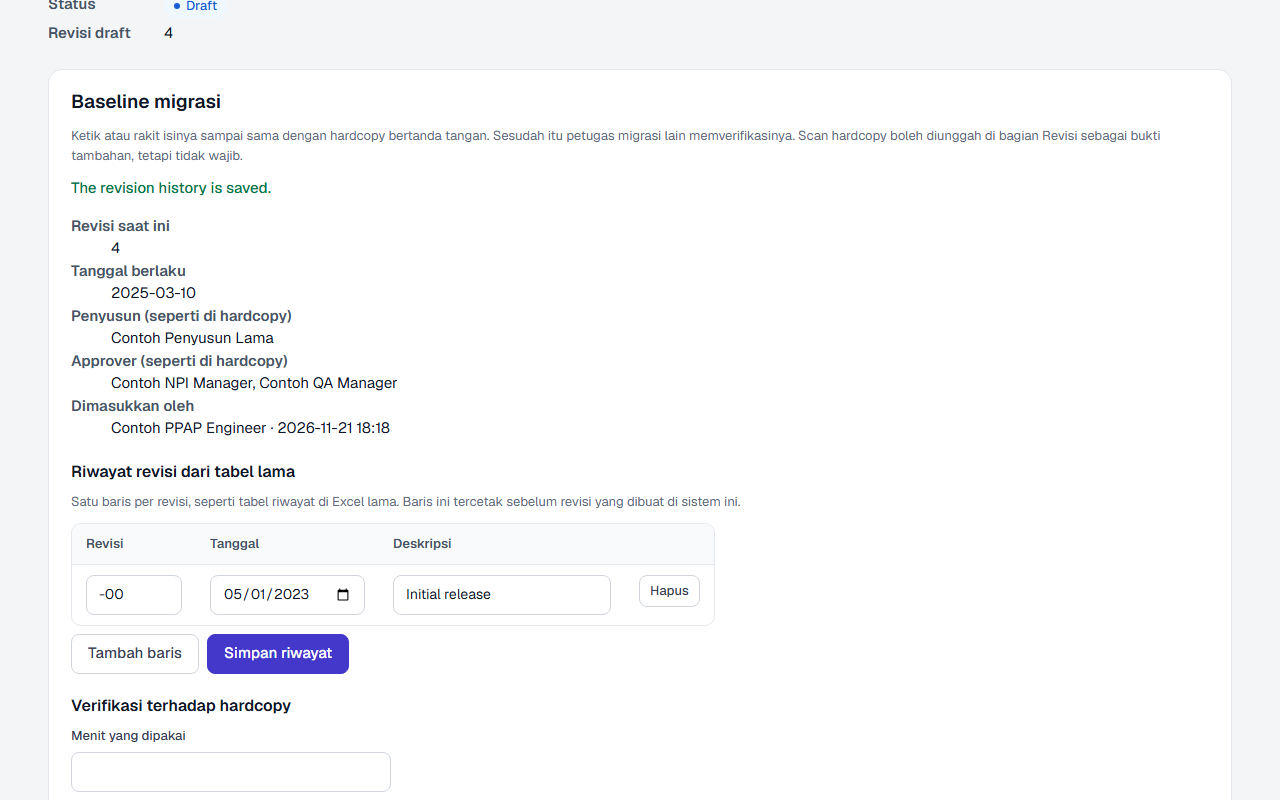 Status
Draft
Revisi draft
4
Baseline migrasi
Ketik atau rakit isinya sampai sama dengan hardcopy bertanda tangan. Sesudah itu petugas migrasi lain memverifikasinya. Scan hardcopy boleh diunggah di bagian Revisi sebagai bukti
tambahan, tetapi tidak wajib.
The revision history is saved.
Revisi saat ini
4
Tanggal berlaku
2025-03-10
Penyusun (seperti di hardcopy)
Contoh Penyusun Lama
Approver (seperti di hardcopy)
Contoh NPI Manager, Contoh QA Manager
Dimasukkan oleh
Contoh PPAP Engineer · 2026-11-21 18:18
Riwayat revisi dari tabel lama
Satu baris per revisi, seperti tabel riwayat di Excel lama. Baris ini tercetak sebelum revisi yang dibuat di sistem ini.
Revisi Tanggal Deskripsi
-00 05/01/2023 Initial release Hapus
Tambah baris Simpan riwayat
Verifikasi terhadap hardcopy
Menit yang dipakai